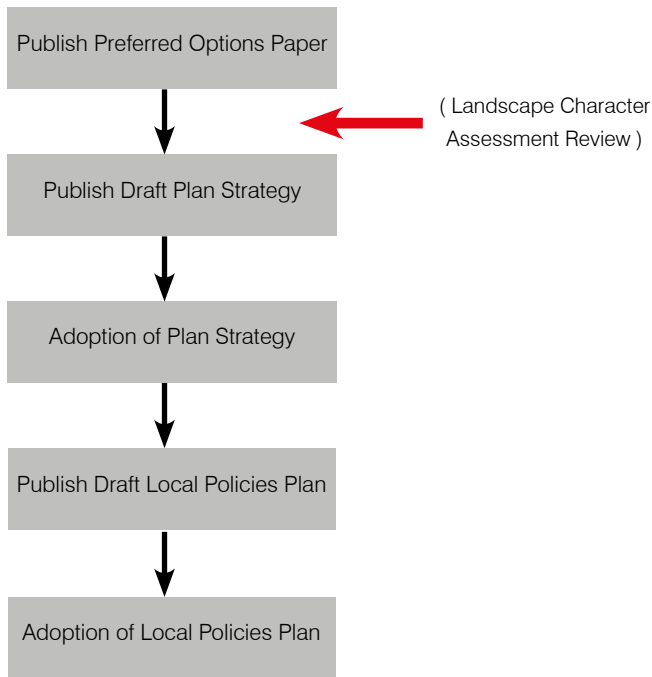 Publish Preferred Options Paper
( Landscape Character
Assessment Review )
Publish Draft Plan Strategy
Adoption of Plan Strategy
Publish Draft Local Policies Plan
Adoption of Local Policies Plan